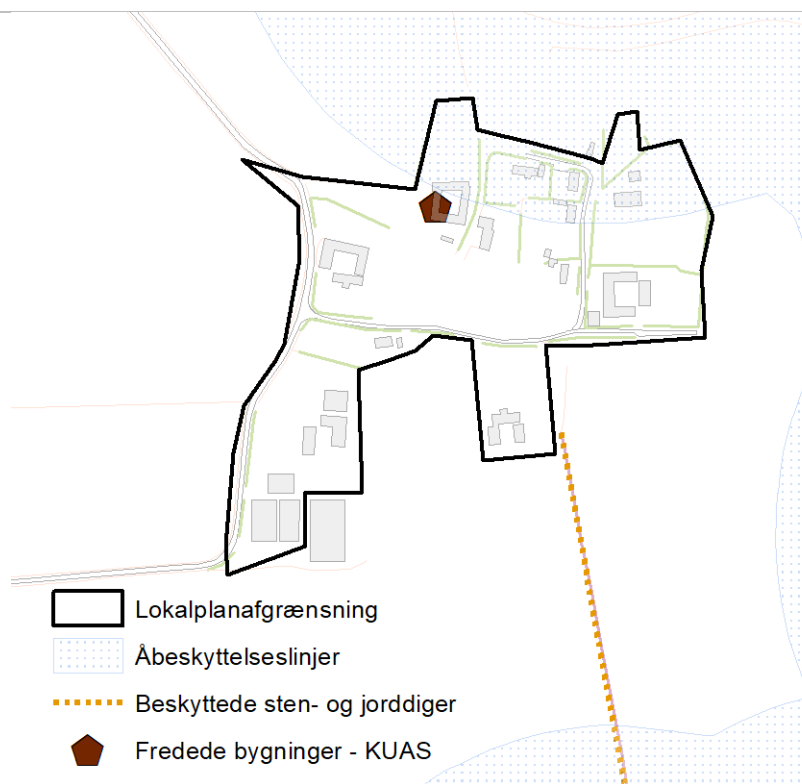 Lokalplanafgrænsning
Åbeskyttelseslinjer
Beskyttede sten- og jorddiger
Fredede bygninger - KUAS